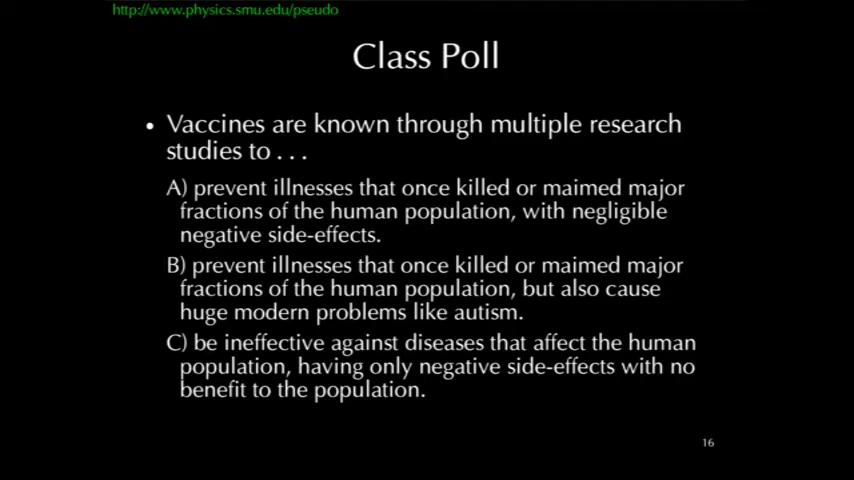 http://www.physics.smu.edu/pseudo
Class Poll
• Vaccines are known through multiple research
studies to . . .
A) prevent illnesses that once killed or maimed major
fractions of the human population, with negligible
negative side-effects.
B) prevent illnesses that once killed or maimed major
fractions of the human population, but also cause
huge modern problems like autism.
C) be ineffective against diseases that affect the human
population, having only negative side-effects with no
benefit to the population.
16